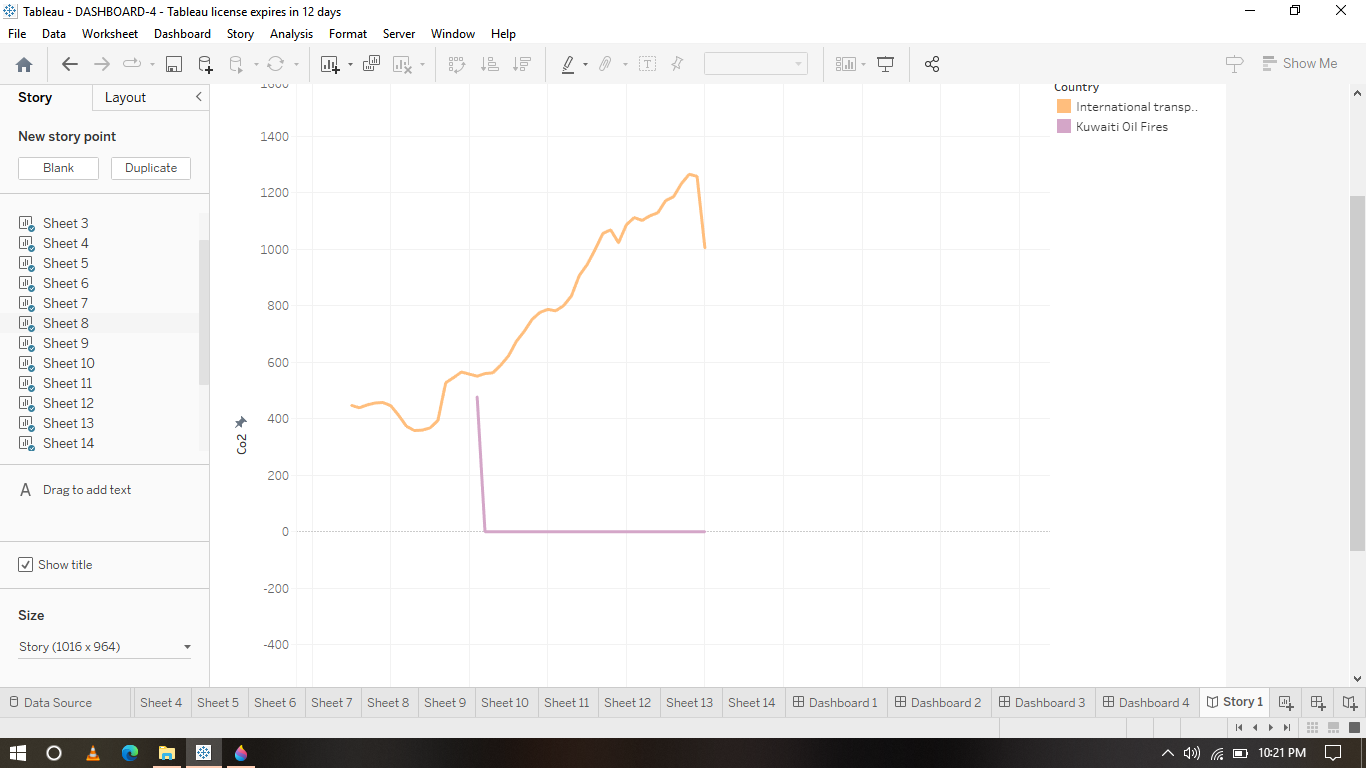 Tableau - DASHBOARD-4 - Tableau license expires in 12 days
File Data Worksheet Dashboard Story Analysis Format Server Window Help
Show Me
Story Layout
New story point
Blank Duplicate
Sheet 3
Sheet 4
Sheet 5
Sheet 6
Sheet 7
Sheet 8
Sheet 9
Sheet 10
Sheet 11
Sheet 12
Sheet 13
Sheet 14
A Drag to add text
Show title
Size
Story (1016 x 964)
1600
1400
1200
1000
800
600
400
200
0
-200
-400
Co2
Country
International transp..
Kuwaiti Oil Fires
Data Source Sheet 4 Sheet 5 Sheet 6 Sheet 7 Sheet 8 Sheet 9 Sheet 10 Sheet 11 Sheet 12 Sheet 13 Sheet 14 Dashboard 1 Dashboard 2 Dashboard 3 Dashboard 4 Story 1
10:21 PM